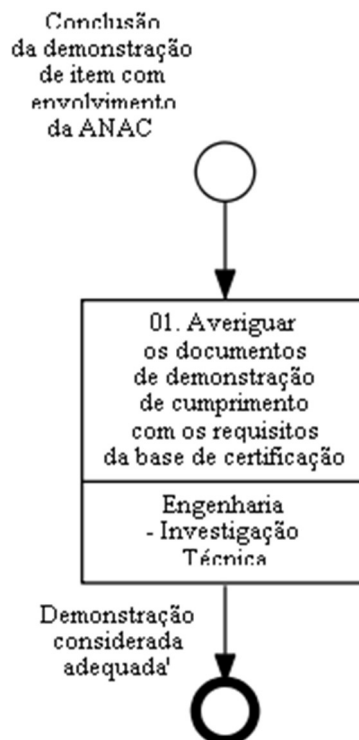 Conclusão
da demonstração
de item com
envolvimento
da ANAC
01. Averiguar
os documentos
de demonstração
de cumprimento
com os requisitos
da base de certificação
Engenharia
- Investigação
Técnica
Demonstração
considerada
adequada'